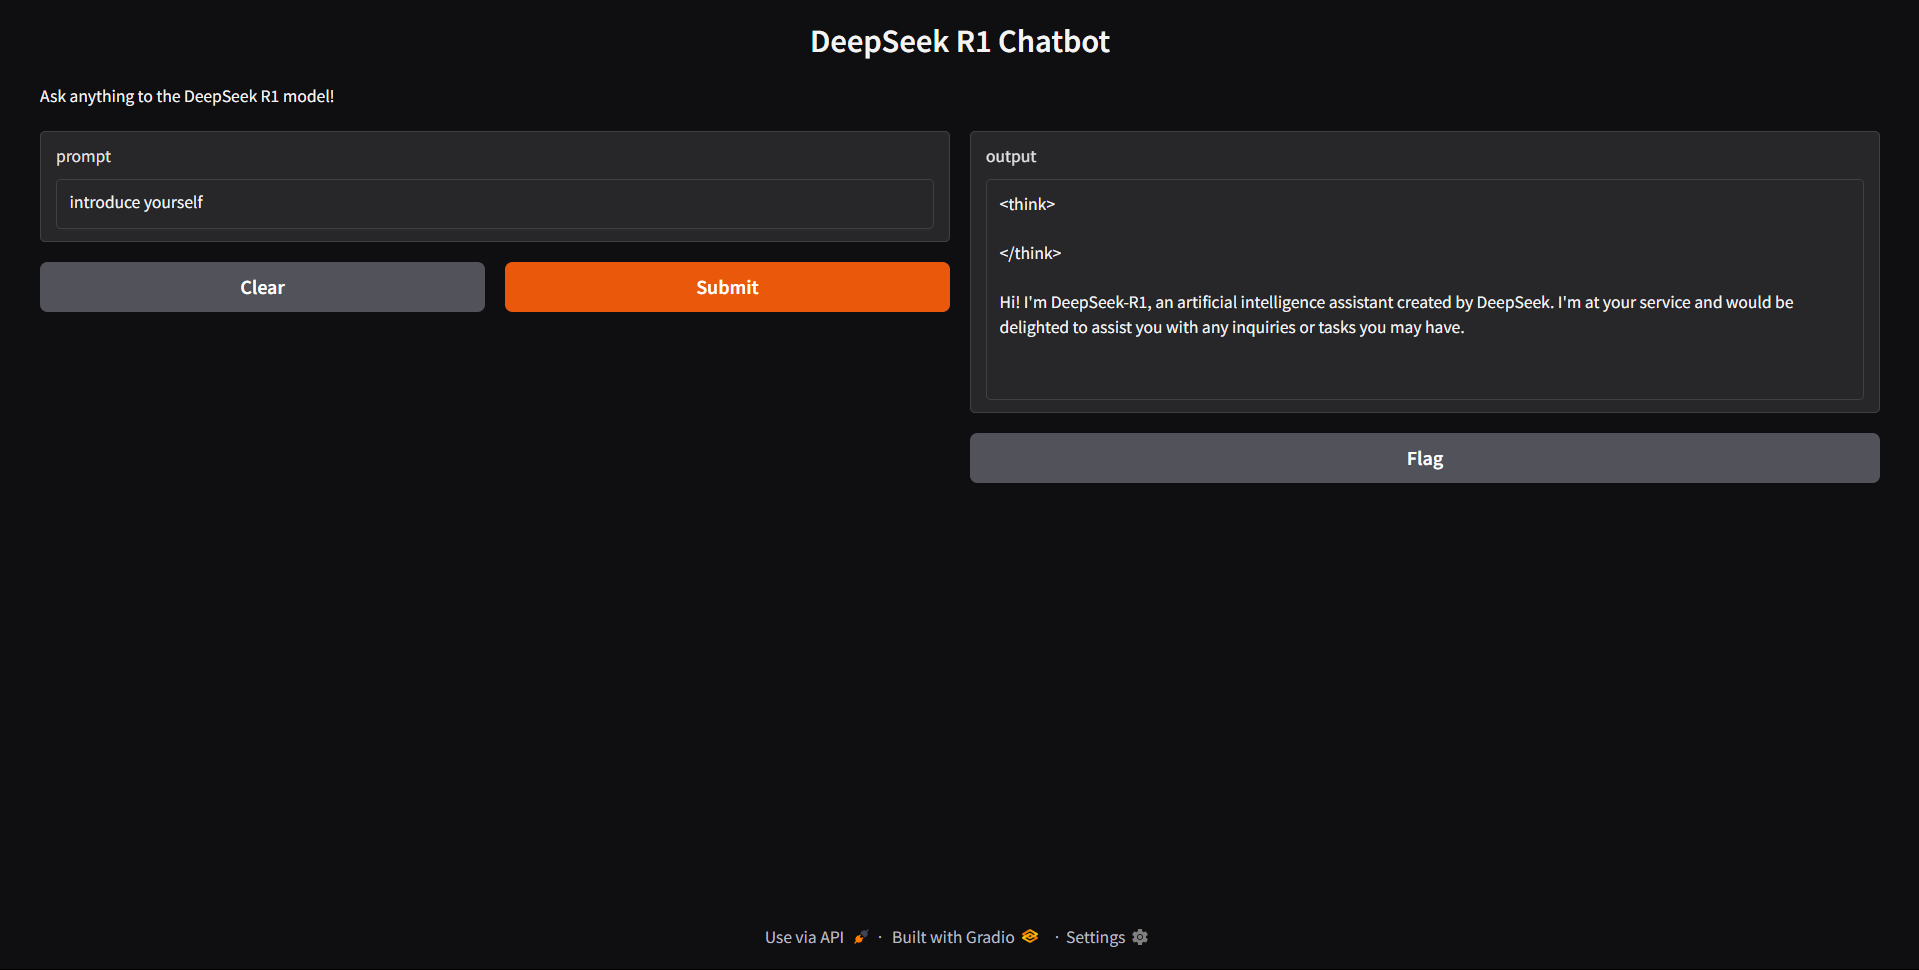 DeepSeek R1 Chatbot
Ask anything to the DeepSeek R1 model!
prompt
introduce yourself
Clear
Submit
output
<think>
</think>
Hi! I'm DeepSeek-R1, an artificial intelligence assistant created by DeepSeek. I'm at your service and would be
delighted to assist you with any inquiries or tasks you may have.
Flag
Use via API · Built with Gradio · Settings